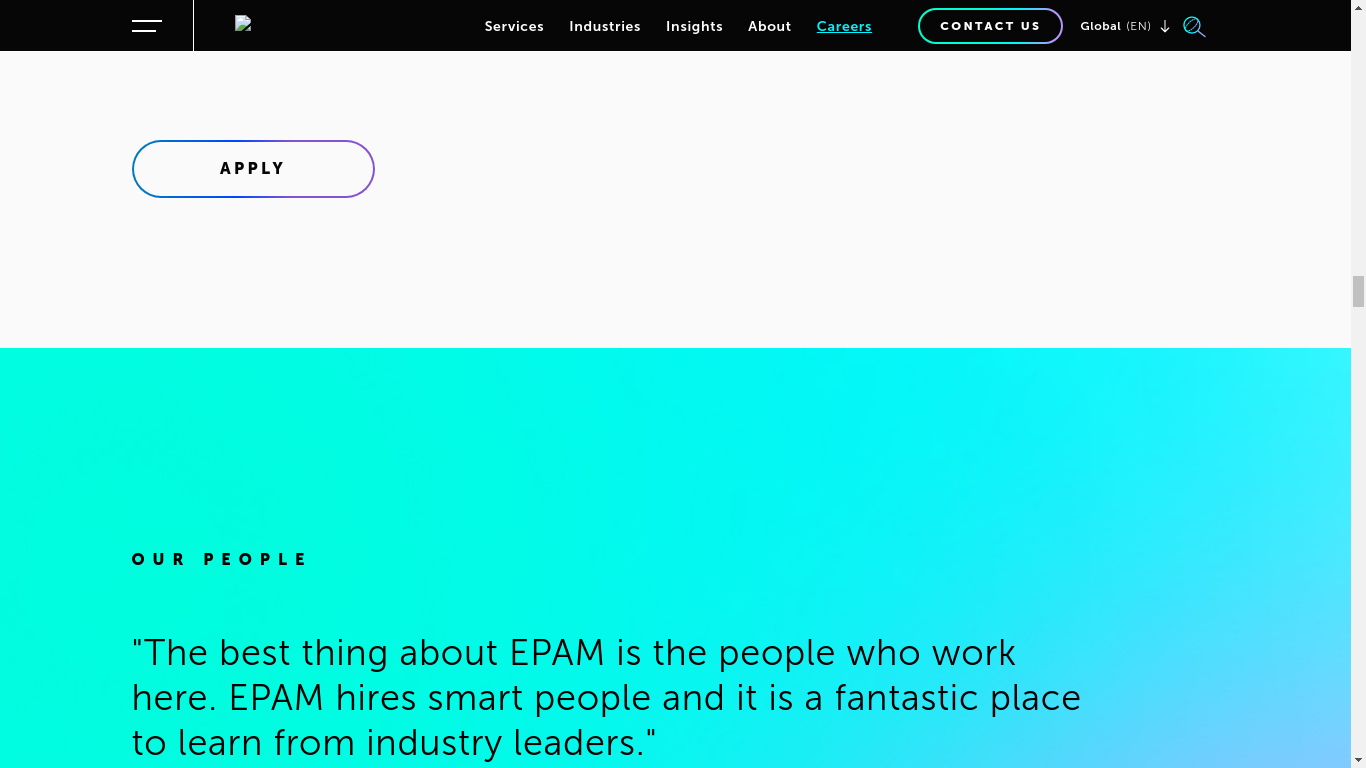 Services
Industries
Insights
About
Careers
CONTACT US
Global (EN)
APPLY
OUR PEOPLE
"The best thing about EPAM is the people who work
here. EPAM hires smart people and it is a fantastic place
to learn from industry leaders."